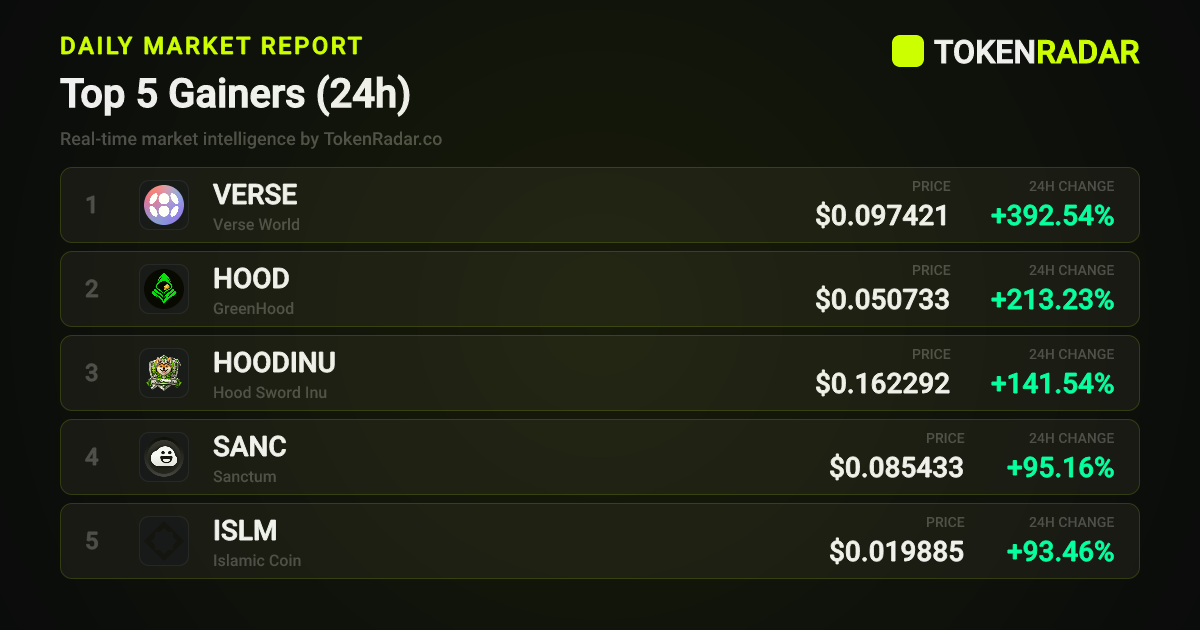 DAILY MARKET REPORT
TOKENRADAR
Top 5 Gainers (24h)
Real-time market intelligence by TokenRadar.co
1
VERSE
Verse World
PRICE
$0.097421
24H CHANGE
+392.54%
2
HOOD
GreenHood
PRICE
$0.050733
24H CHANGE
+213.23%
3
HOODINU
Hood Sword Inu
PRICE
$0.162292
24H CHANGE
+141.54%
4
SANC
Sanctum
PRICE
$0.085433
24H CHANGE
+95.16%
5
ISLM
Islamic Coin
PRICE
$0.019885
24H CHANGE
+93.46%